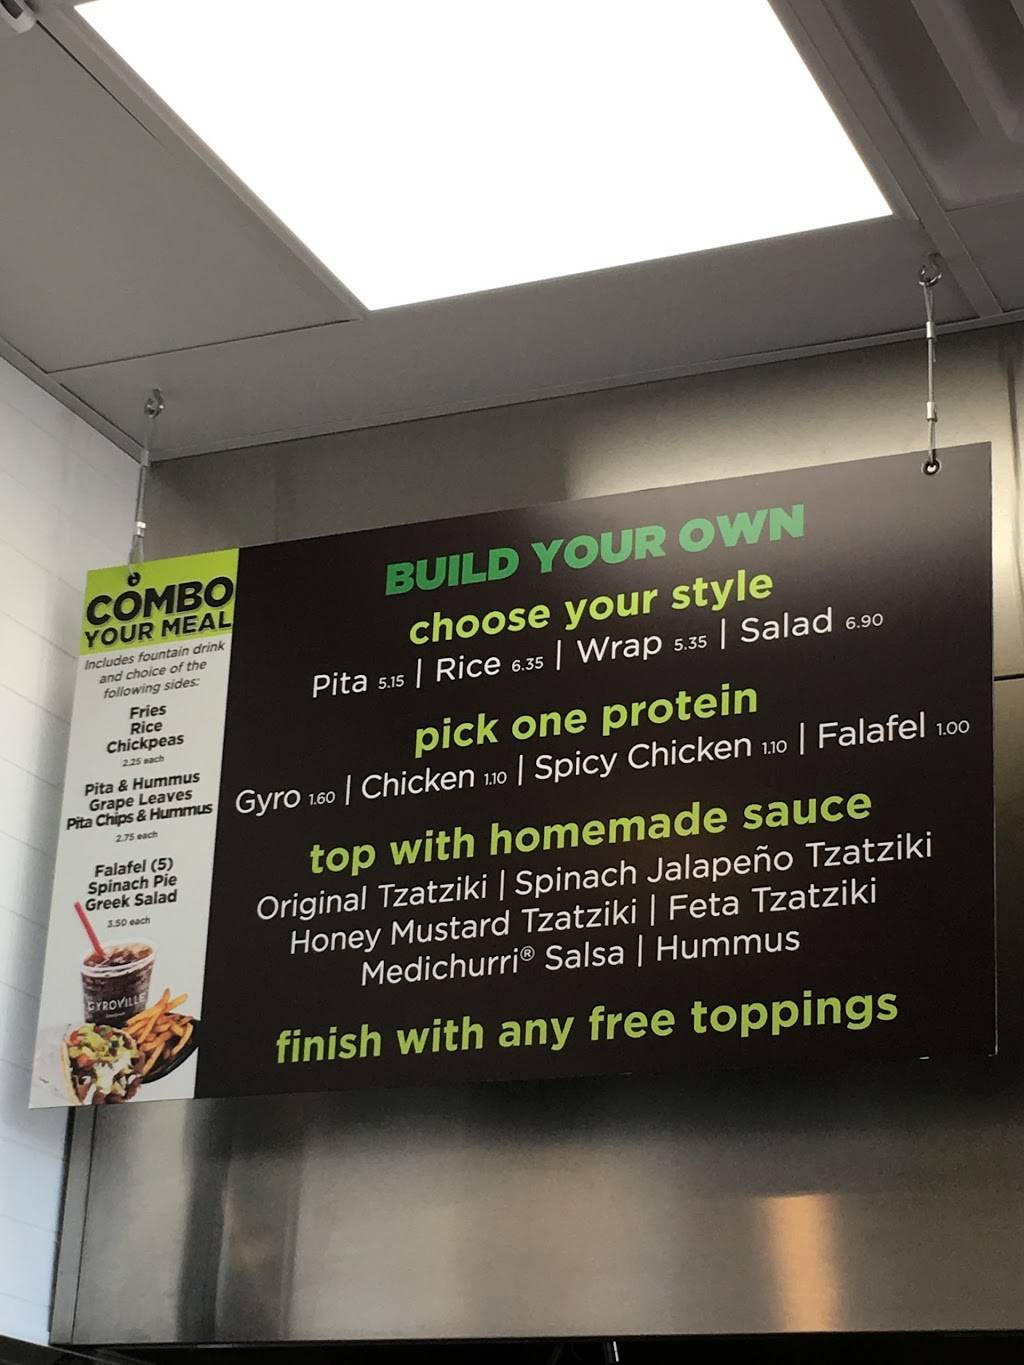 COMBO
YOUR MEAL
Includes fountain drink
and choice of the
following sides:
Fries
Rice
Chickpeas
2.25 each
Pita & Hummus
Grape Leaves
Pita Chips & Hummus
2.75 each
Falafel (5)
Spinach Pie
Greek Salad
3.50 each
GYROVILLE
BUILD YOUR OWN
choose your style
Pita 5.15 | Rice 6.35 | Wrap 5.35 | Salad 6.90
pick one protein
Gyro 1.60 | Chicken 1.10 | Spicy Chicken 1.10 | Falafel 1.00
top with homemade sauce
Original Tzatziki | Spinach Jalapeño Tzatziki
Honey Mustard Tzatziki | Feta Tzatziki
Medichurri® Salsa | Hummus
finish with any free toppings